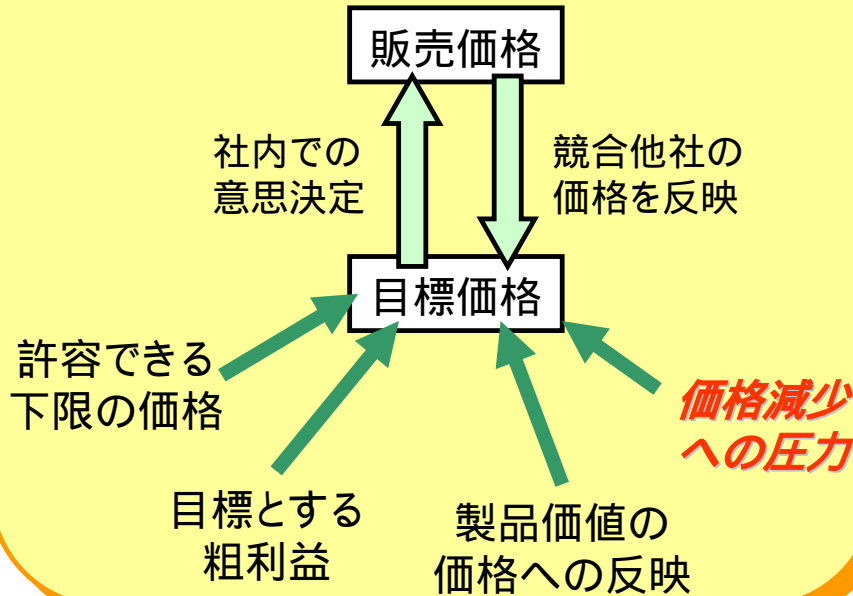 販売価格
社内での
意思決定
競合他社の
価格を反映
目標価格
許容できる
下限の価格
価格減少
への圧力
目標とする
粗利益
製品価値の
価格への反映